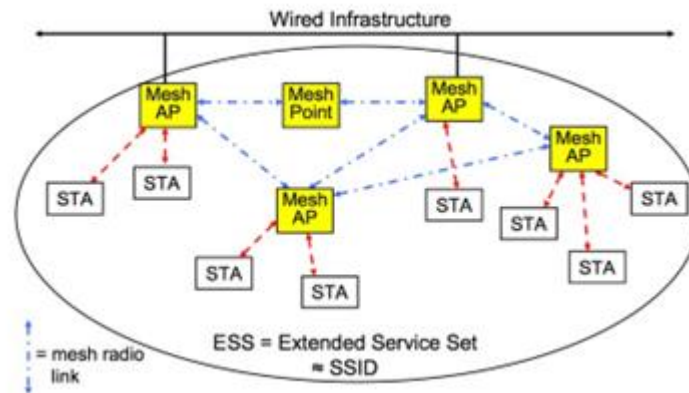 Wired Infrastructure
Mesh
AP
Mesh
Point
Mesh
AP
Mesh
AP
STA
STA
Mesh
AP
STA
STA
STA
STA
STA
STA
ESS = Extended Service Set
≈ SSID
= mesh radio
link